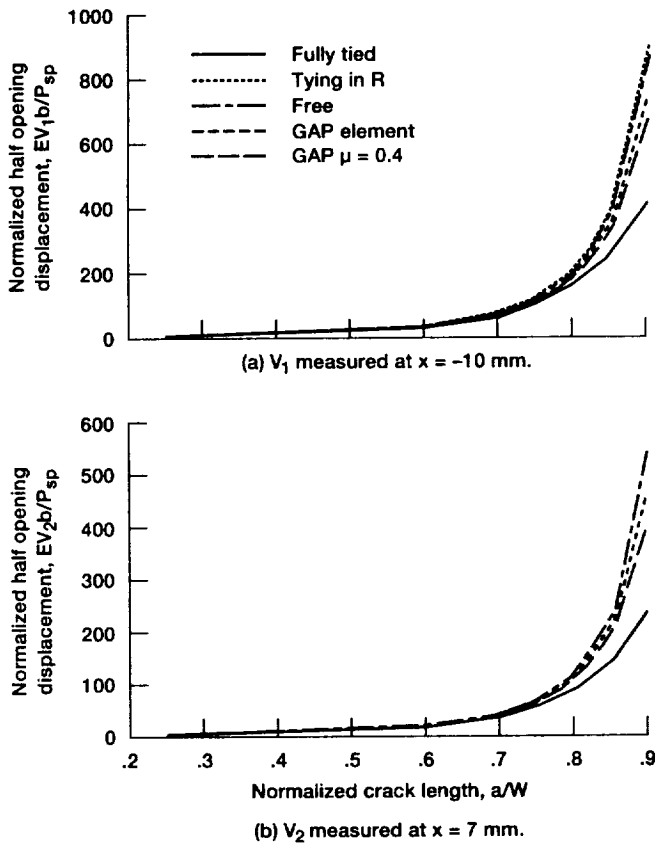 Normalized half opening
displacement, EV1b/Psp
1000
800
600
400
200
0
Fully tied
Tying in R
Free
GAP element
GAP μ = 0.4
(a) V1 measured at x = –10 mm.
Normalized half opening
displacement, EV2b/Psp
600
500
400
300
200
100
0
.2 .3 .4 .5 .6 .7 .8 .9
Normalized crack length, a/W
(b) V2 measured at x = 7 mm.